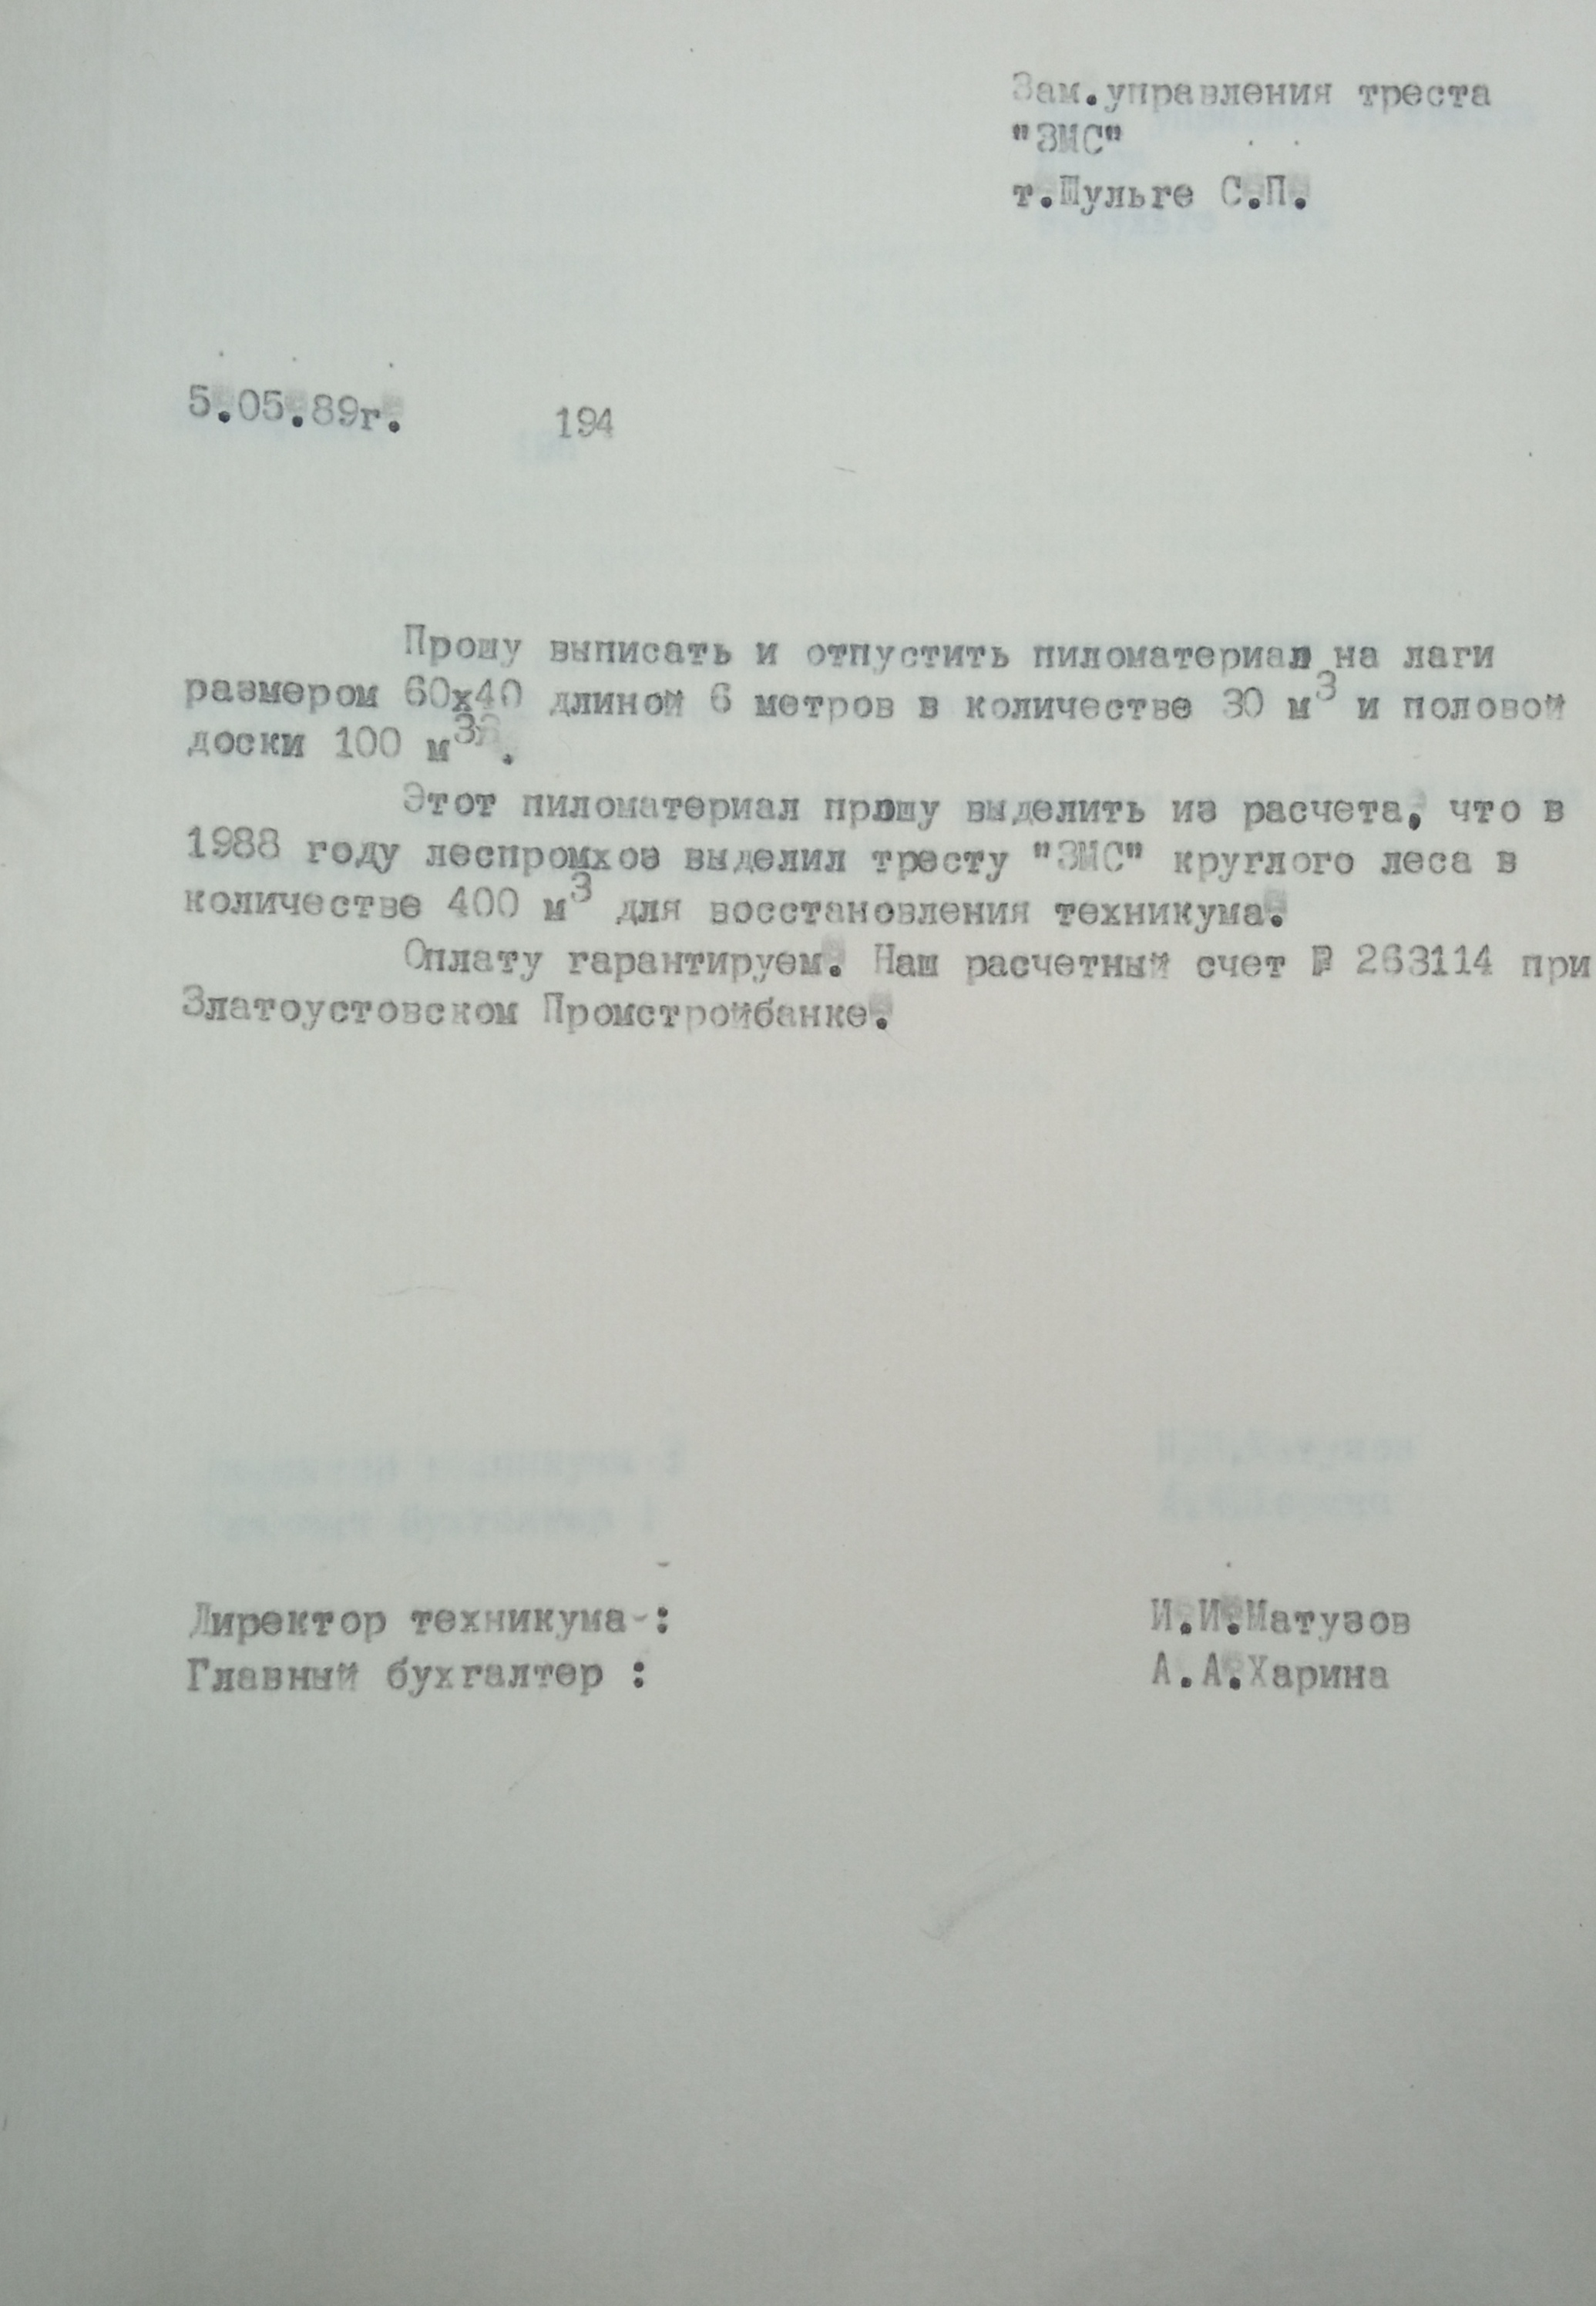 Зам.управления треста
"ЗМС"
т.Шульге С.П.
5.05.89г. 194
Прошу выписать и отпустить пиломатериал на лаги
размером 60х40 длиной 6 метров в количестве 30 м3 и половой
доски 100 м3 .
Этот пиломатериал прошу выделить из расчета, что в
1988 году леспромхоз выделил тресту "ЗМС" круглого леса в
количестве 400 м3 для восстановления техникума.
Оплату гарантируем. Наш расчетный счет № 263114 при
Златоустовском Промстройбанке.
Директор техникума-:  И.И.Матузов
Главный бухгалтер :  А.А.Харина